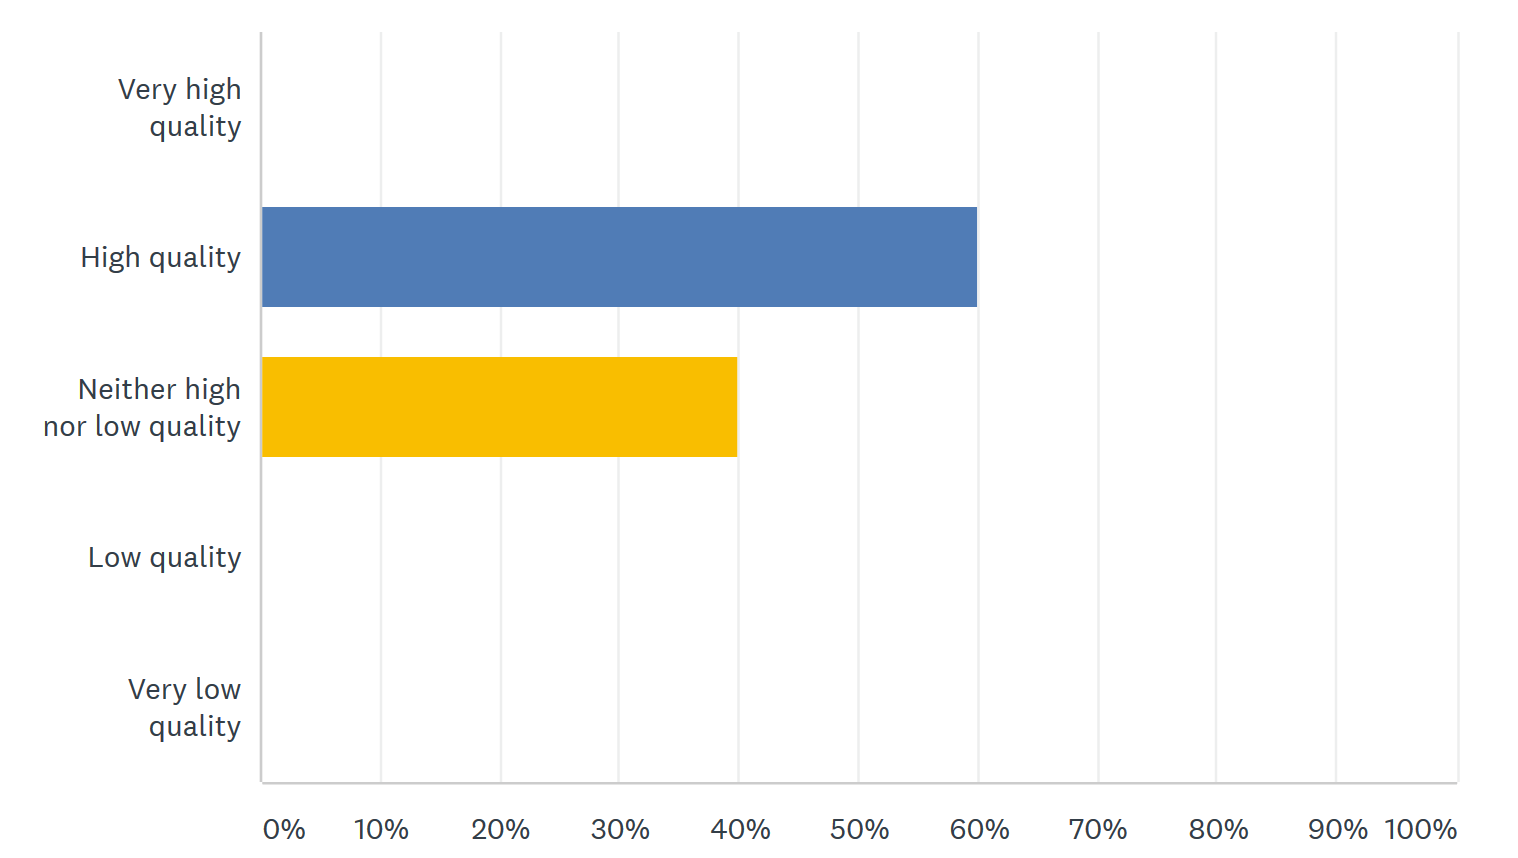 Very high
quality
High quality
Neither high
nor low quality
Low quality
Very low
quality
0% 10% 20% 30% 40% 50% 60% 70% 80% 90% 100%